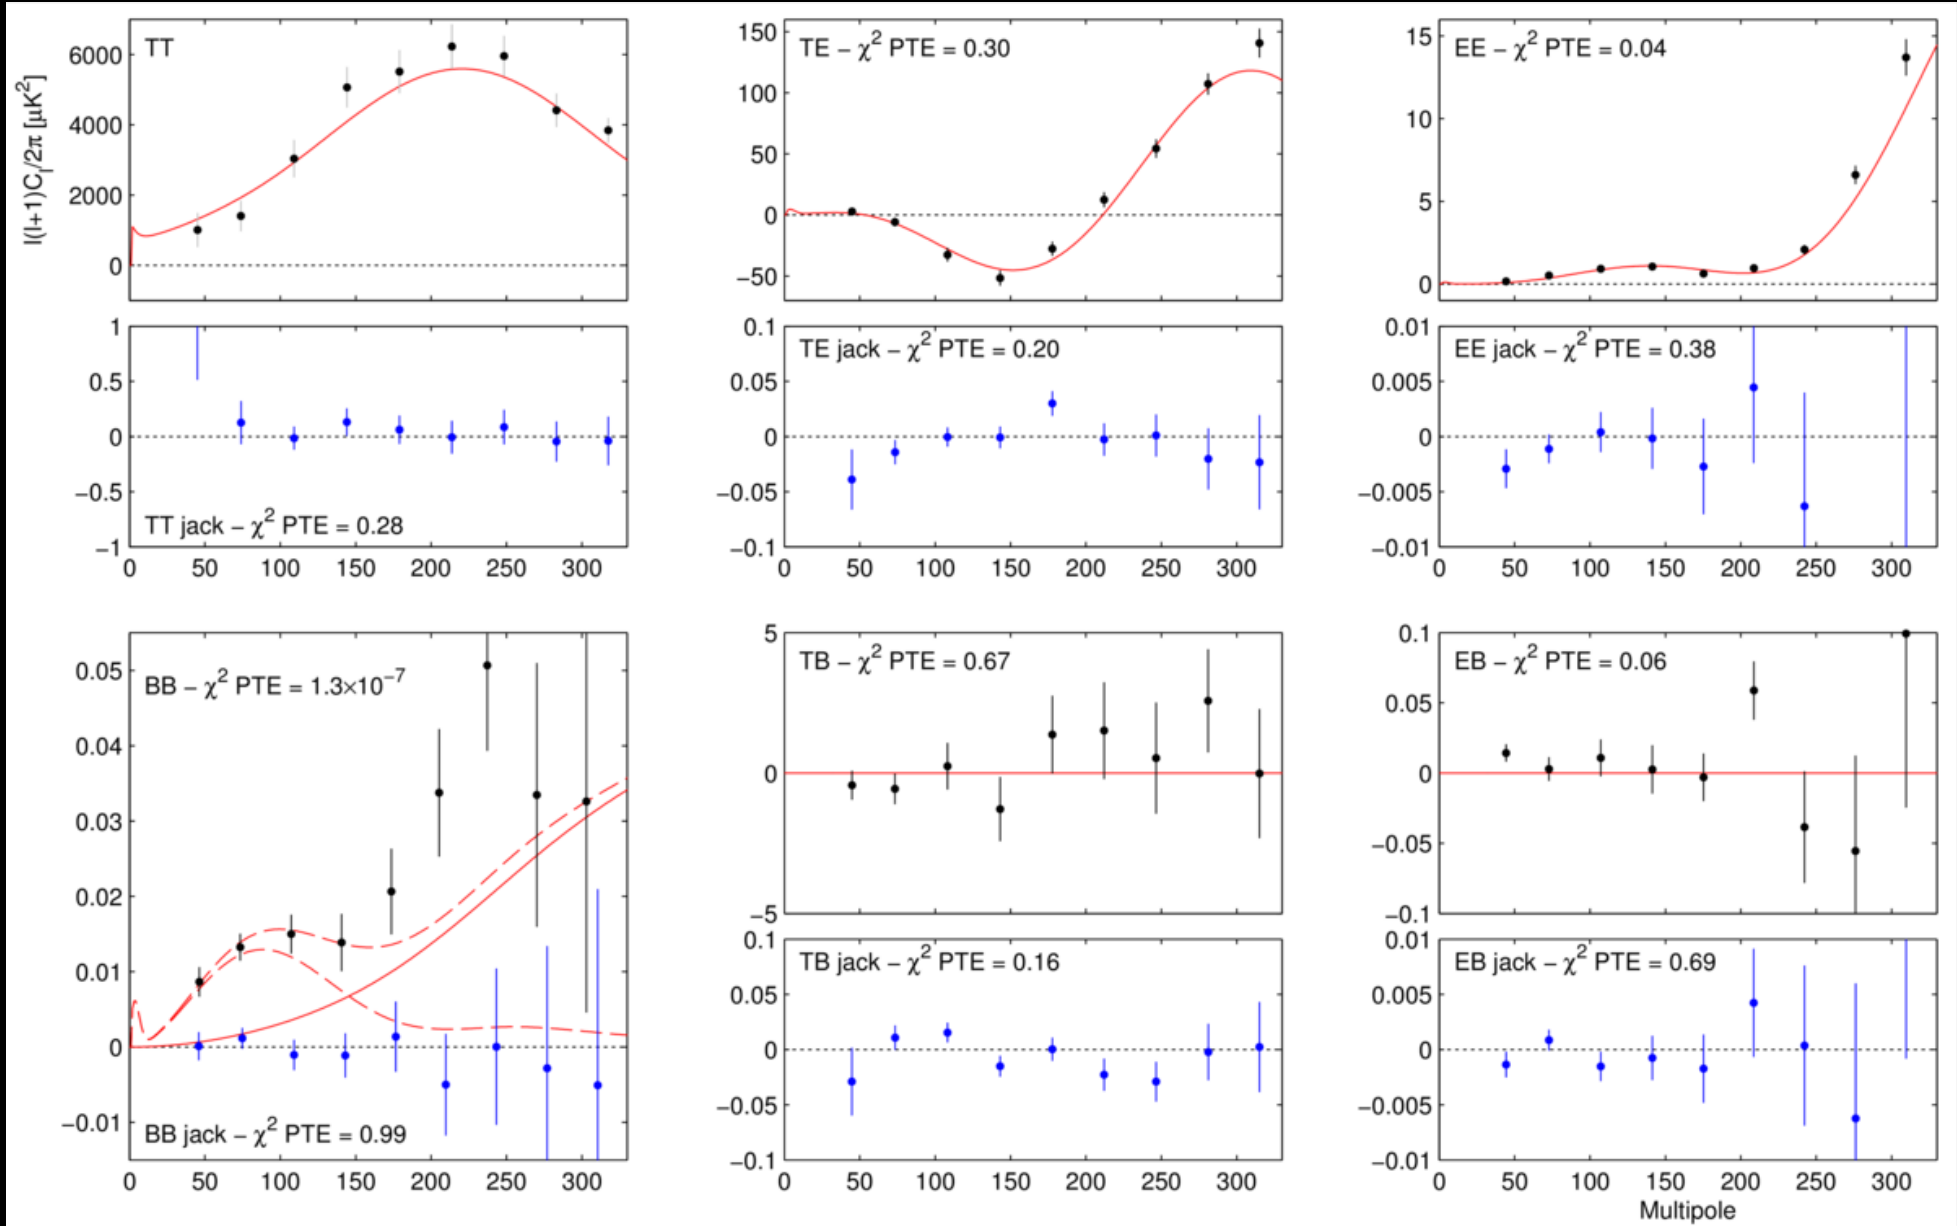 l(l+1)C_l/2π [μK²]
TT
6000
4000
2000
0
TE − χ² PTE = 0.30
150
100
50
0
−50
EE − χ² PTE = 0.04
15
10
5
0
1
0.5
0
−0.5
−1
TT jack − χ² PTE = 0.28
0 50 100 150 200 250 300
0.1
0.05
0
−0.05
−0.1
TE jack − χ² PTE = 0.20
0 50 100 150 200 250 300
0.01
0.005
0
−0.005
−0.01
EE jack − χ² PTE = 0.38
0 50 100 150 200 250 300
BB − χ² PTE = 1.3×10⁻⁷
0.05
0.04
0.03
0.02
0.01
0
−0.01
BB jack − χ² PTE = 0.99
0 50 100 150 200 250 300
5
TB − χ² PTE = 0.67
0
−5
0.1
EB − χ² PTE = 0.06
0.05
0
−0.05
−0.1
0.1
TB jack − χ² PTE = 0.16
0.05
0
−0.05
−0.1
0 50 100 150 200 250 300
0.01
EB jack − χ² PTE = 0.69
0.005
0
−0.005
−0.01
0 50 100 150 200 250 300
Multipole